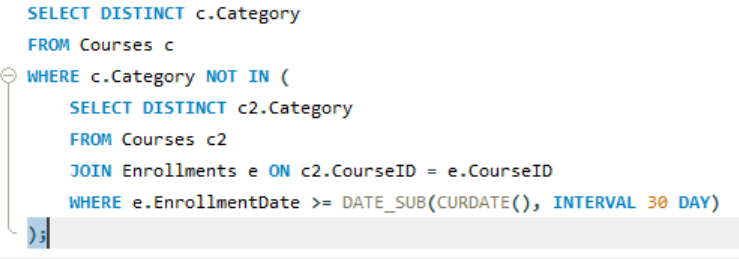 SELECT DISTINCT c.Category
FROM Courses c
WHERE c.Category NOT IN (
    SELECT DISTINCT c2.Category
    FROM Courses c2
    JOIN Enrollments e ON c2.CourseID = e.CourseID
    WHERE e.EnrollmentDate >= DATE_SUB(CURDATE(), INTERVAL 30 DAY)
);